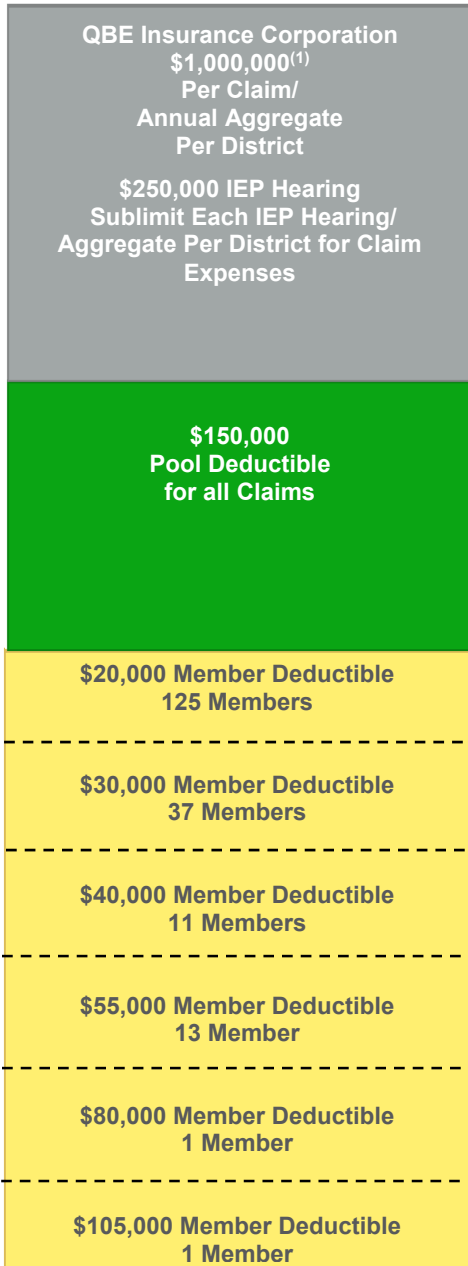 QBE Insurance Corporation
$1,000,000(1)
Per Claim/
Annual Aggregate
Per District
$250,000 IEP Hearing
Sublimit Each IEP Hearing/
Aggregate Per District for Claim
Expenses
$150,000
Pool Deductible
for all Claims
$20,000 Member Deductible
125 Members
$30,000 Member Deductible
37 Members
$40,000 Member Deductible
11 Members
$55,000 Member Deductible
13 Member
$80,000 Member Deductible
1 Member
$105,000 Member Deductible
1 Member